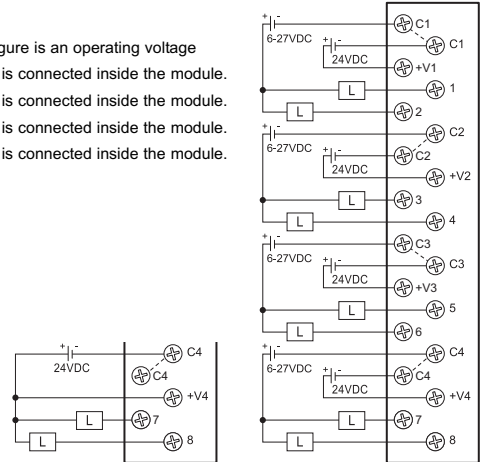 gure is an operating voltage
is connected inside the module.
is connected inside the module.
is connected inside the module.
is connected inside the module.
+ -
6-27VDC
C1
+ -
24VDC
C1
+V1
L
1
L
2
+ -
6-27VDC
C2
+ -
24VDC
C2
+V2
L
3
L
4
+ -
6-27VDC
C3
+ -
24VDC
C3
+V3
L
5
L
6
+ -
6-27VDC
C4
+ -
24VDC
C4
+V4
L
7
L
8
+ -
24VDC
C4
C4
+V4
L
7
L
8